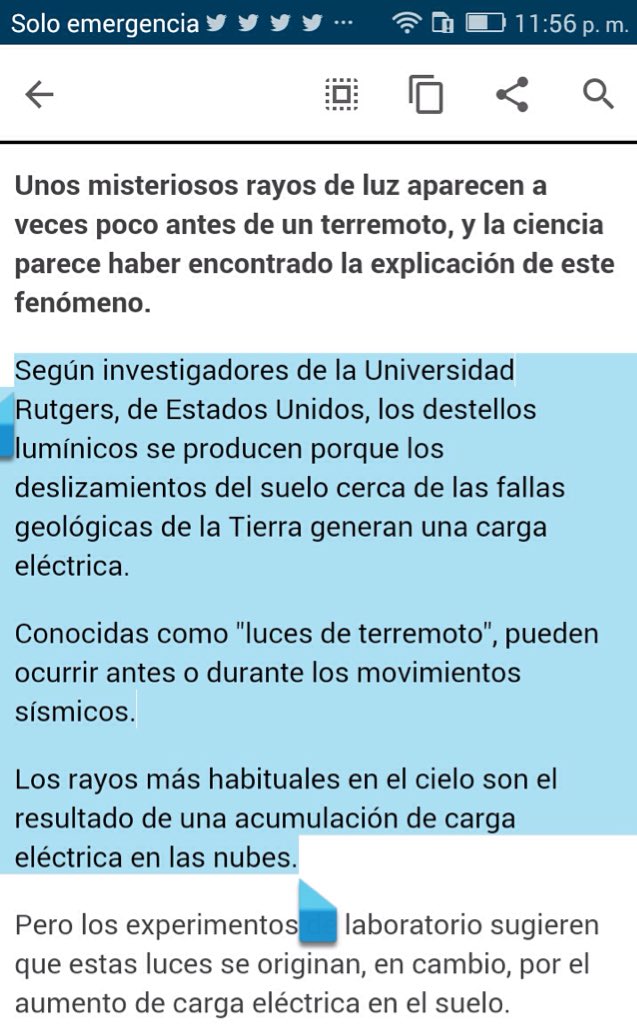 Solo emergencia ... 11:56 p. m.
Unos misteriosos rayos de luz aparecen a
veces poco antes de un terremoto, y la ciencia
parece haber encontrado la explicación de este
fenómeno.
Según investigadores de la Universidad
Rutgers, de Estados Unidos, los destellos
lumínicos se producen porque los
deslizamientos del suelo cerca de las fallas
geológicas de la Tierra generan una carga
eléctrica.
Conocidas como "luces de terremoto", pueden
ocurrir antes o durante los movimientos
sísmicos.
Los rayos más habituales en el cielo son el
resultado de una acumulación de carga
eléctrica en las nubes.
Pero los experimentos de laboratorio sugieren
que estas luces se originan, en cambio, por el
aumento de carga eléctrica en el suelo.